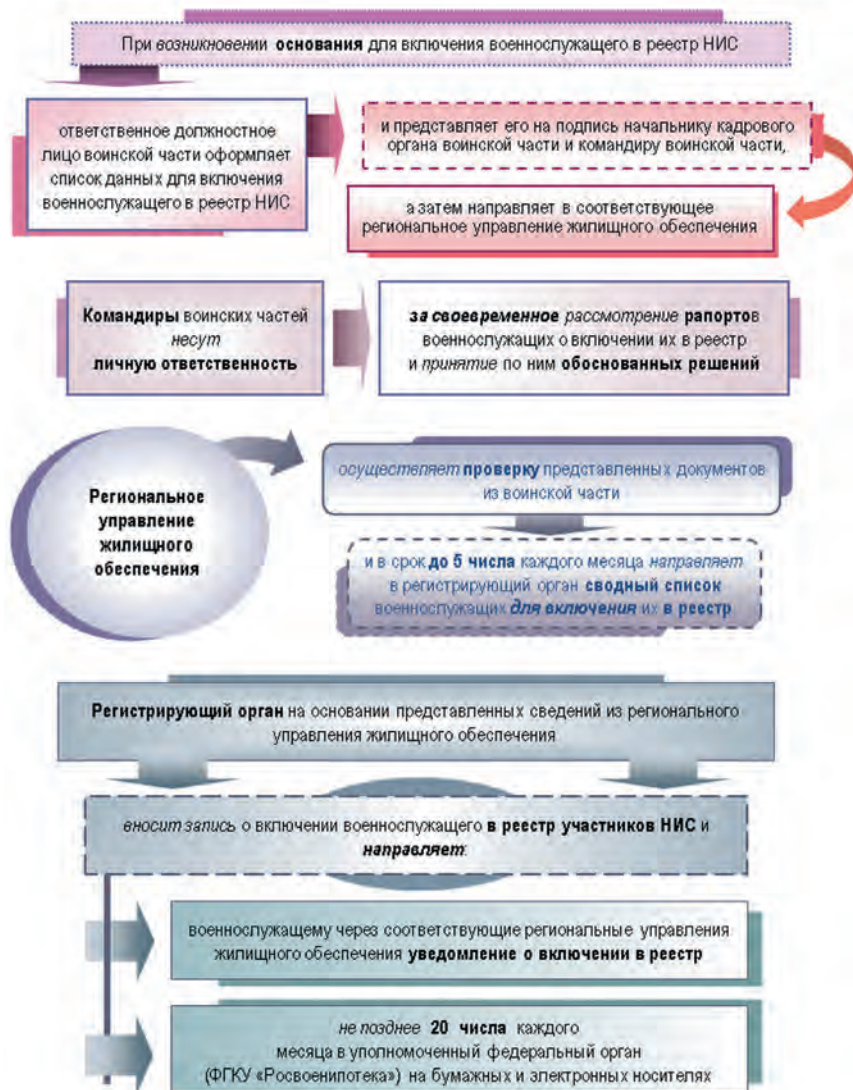 При возникновении основания для включения военнослужащего в реестр НИС
ответственное должностное
лицо воинской части оформляет
список данных для включения
военнослужащего в реестр НИС
и представляет его на подпись начальнику кадрового
органа воинской части и командиру воинской части,
а затем направляет в соответствующее
региональное управление жилищного обеспечения
Командиры воинских частей
несут
личную ответственность
за своевременное рассмотрение рапортов
военнослужащих о включении их в реестр
и принятие по ним обоснованных решений
Региональное
управление
жилищного
обеспечения
осуществляет проверку представленных документов
из воинской части
и в срок до 5 числа каждого месяца направляет
в регистрирующий орган сводный список
военнослужащих для включения их в реестр
Регистрирующий орган на основании представленных сведений из регионального
управления жилищного обеспечения
вносит запись о включении военнослужащего в реестр участников НИС и
направляет:
военнослужащему через соответствующие региональные управления
жилищного обеспечения уведомление о включении в реестр
не позднее 20 числа каждого
месяца в уполномоченный федеральный орган
(ФГКУ «Росвоенипотека») на бумажных и электронных носителях